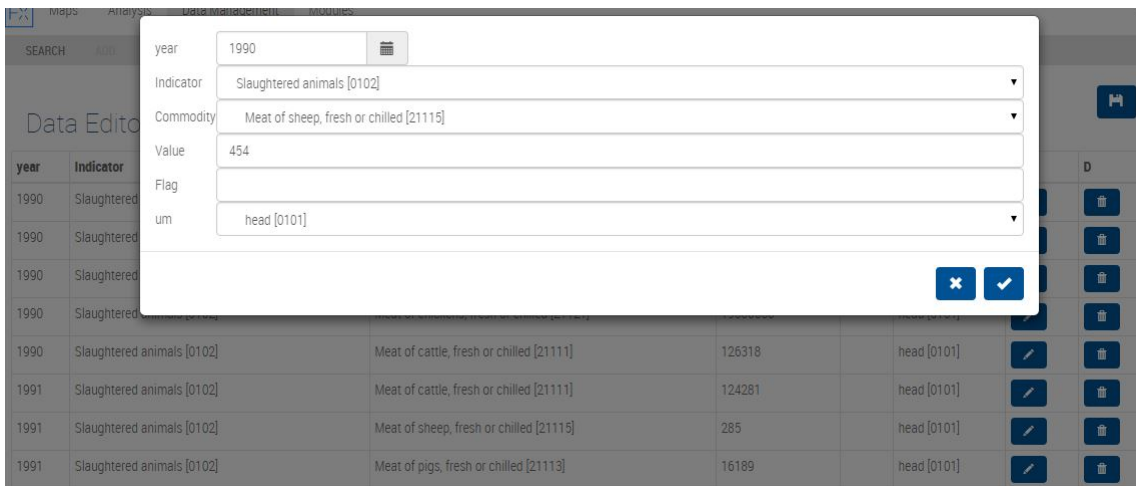 FX Maps Analysis Data Management Modules
SEARCH ADD
year 1990
Indicator Slaughtered animals [0102]
Commodity Meat of sheep, fresh or chilled [21115]
Value 454
Flag
um head [0101]
Data Edito
year Indicator D
1990 Slaughtered
1990 Slaughtered
1990 Slaughtered
1990 Slaughtered head [0101]
1990 Slaughtered animals [0102] Meat of cattle, fresh or chilled [21111] 126318 head [0101]
1991 Slaughtered animals [0102] Meat of cattle, fresh or chilled [21111] 124281 head [0101]
1991 Slaughtered animals [0102] Meat of sheep, fresh or chilled [21115] 285 head [0101]
1991 Slaughtered animals [0102] Meat of pigs, fresh or chilled [21113] 16189 head [0101]